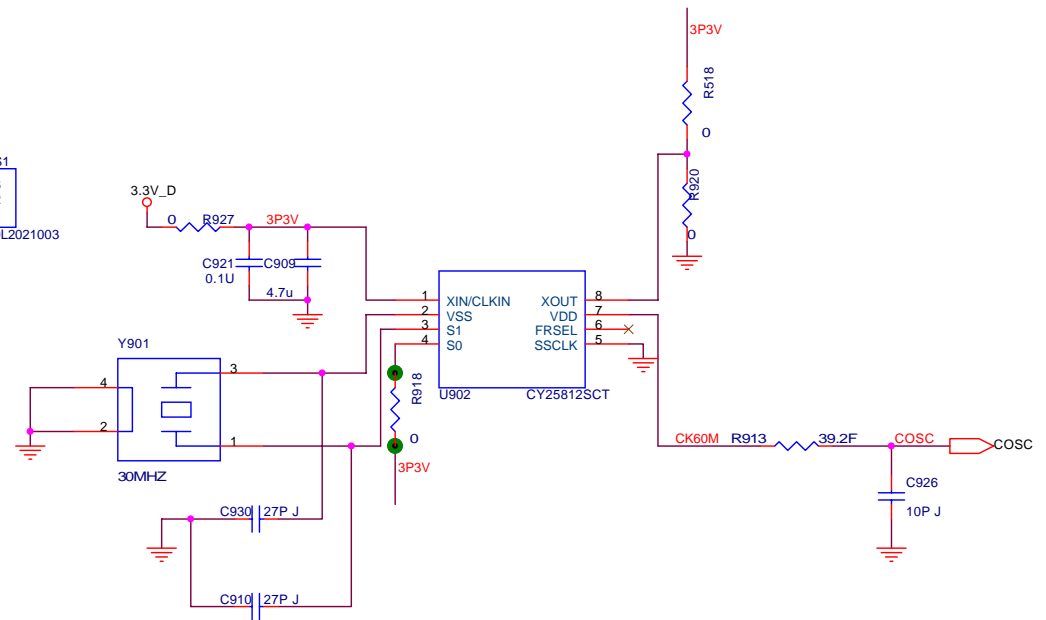 3P3V
R518
0
S1
3.3V_D
0 R927 3P3V
R920
0
L2021003
C921 C909
0.1U
4.7u
1 XIN/CLKIN XOUT 8
2 VSS VDD 7
3 S1 FRSEL 6
4 S0 SSCLK 5
Y901
3
4
R918
U902 CY25812SCT
2
1
0
CK60M R913 39.2F COSC COSC
3P3V
30MHZ
C926
10P J
C930 27P J
C910 27P J